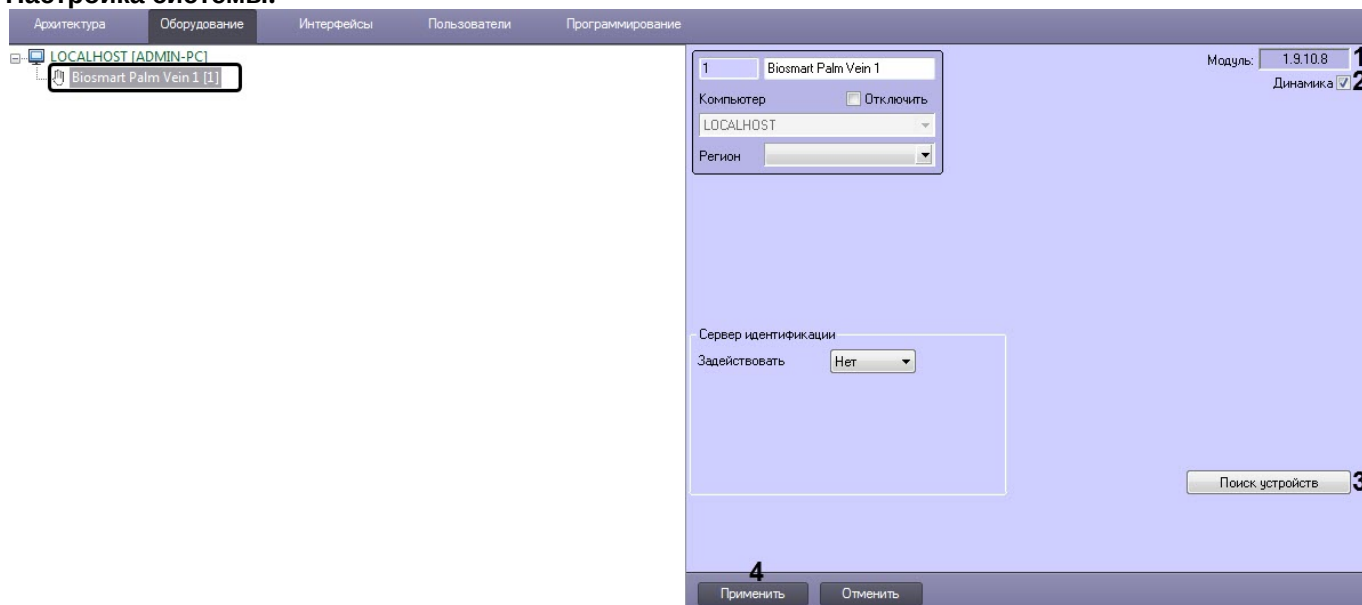 Настройка системы.
Архитектура Оборудование Интерфейсы Пользователи Программирование
LOCALHOST [ADMIN-PC]
Biosmart Palm Vein 1 [1]
1 Biosmart Palm Vein 1
Модуль: 1.9.10.8 1
Динамика 2
Компьютер Отключить
LOCALHOST
Регион
Сервер идентификации
Задействовать Нет
Поиск устройств 3
4
Применить Отменить